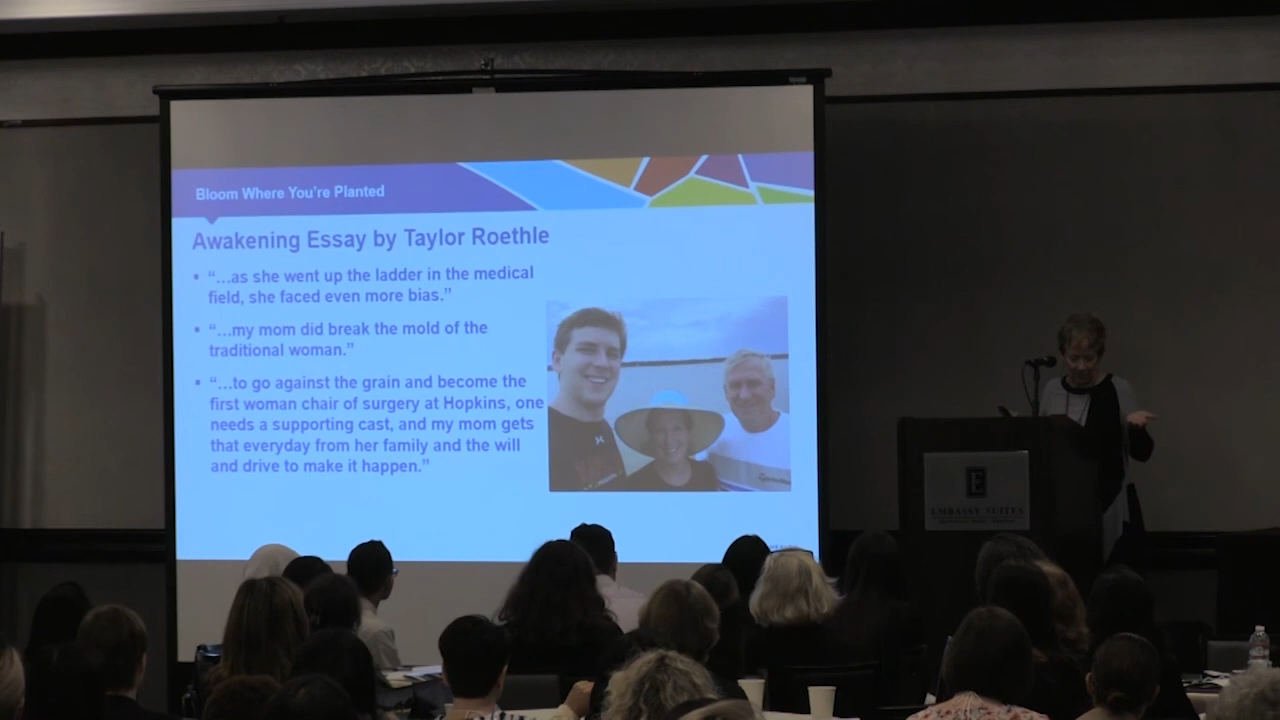 Bloom Where You're Planted
Awakening Essay by Taylor Roethle
▪ “...as she went up the ladder in the medical
field, she faced even more bias.”
▪ “...my mom did break the mold of the
traditional woman.”
▪ “...to go against the grain and become the
first woman chair of surgery at Hopkins, one
needs a supporting cast, and my mom gets
that everyday from her family and the will
and drive to make it happen.”
E
EMBASSY SUITES